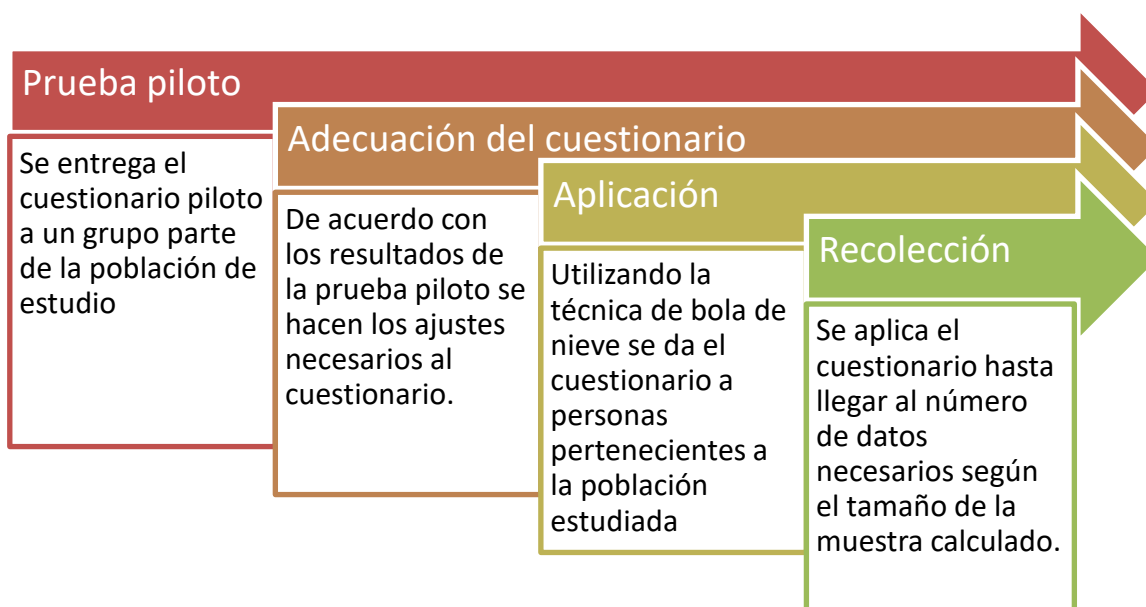 Prueba piloto
Se entrega el
cuestionario piloto
a un grupo parte
de la población de
estudio
Adecuación del cuestionario
De acuerdo con
los resultados de
la prueba piloto se
hacen los ajustes
necesarios al
cuestionario.
Aplicación
Utilizando la
técnica de bola de
nieve se da el
cuestionario a
personas
pertenecientes a
la población
estudiada
Recolección
Se aplica el
cuestionario hasta
llegar al número
de datos
necesarios según
el tamaño de la
muestra calculado.